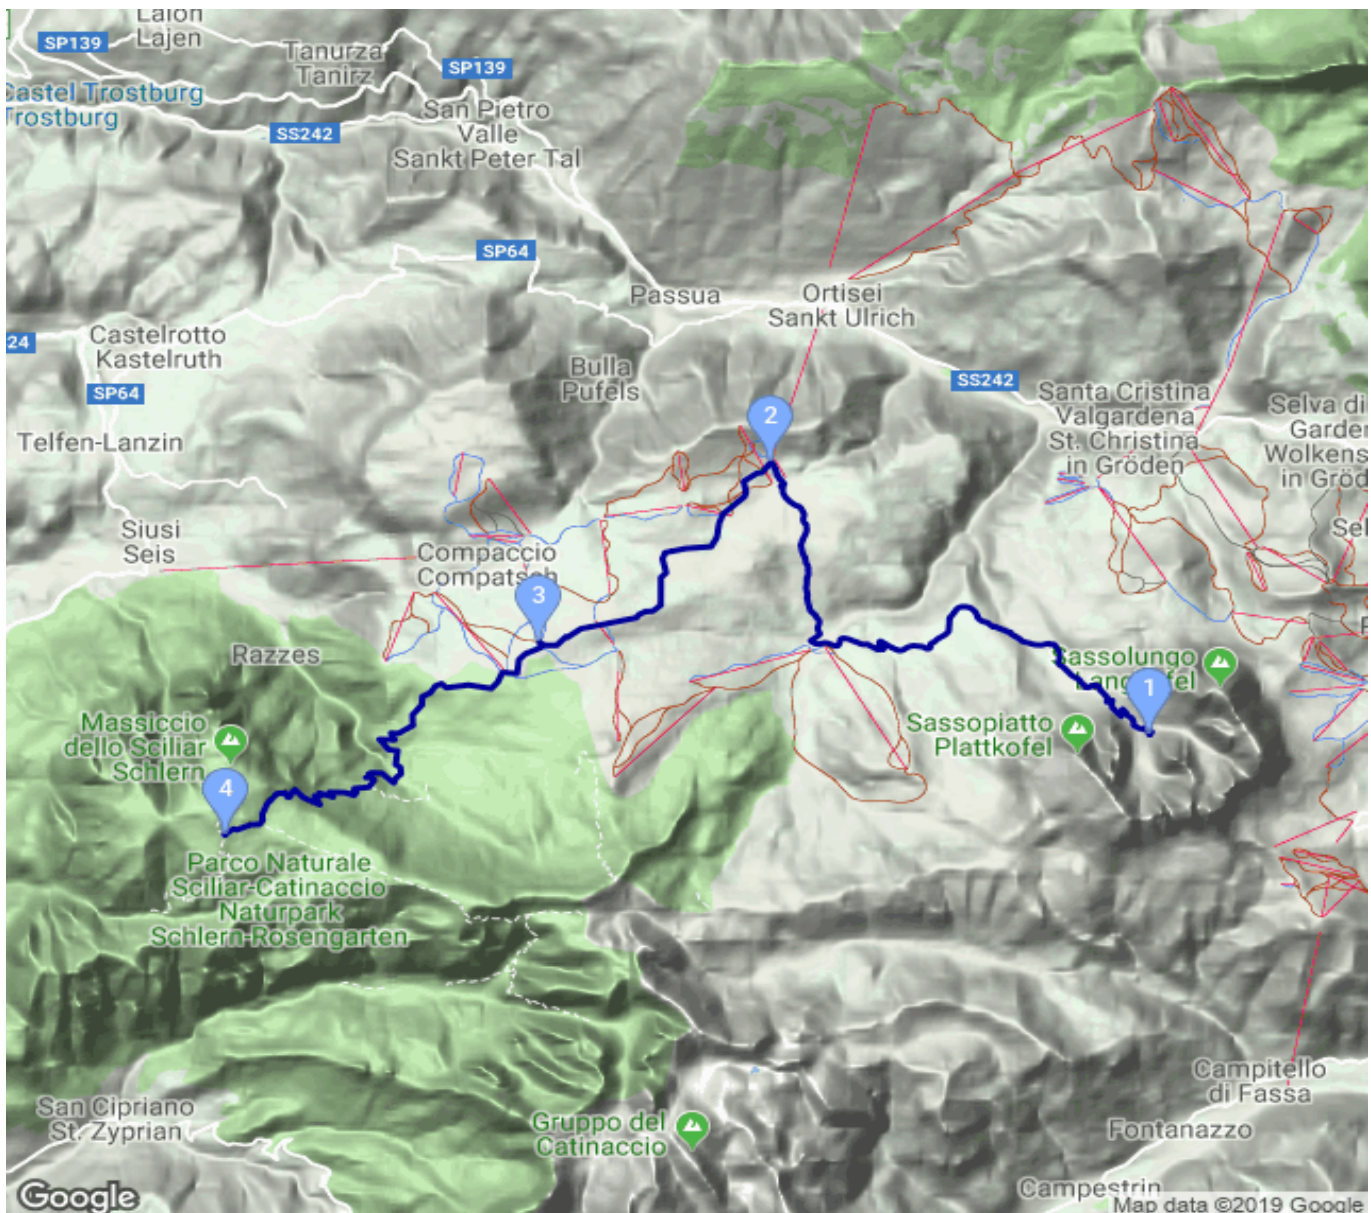 Laion
Lajen
SP139
Tanurza
Tanirz
SP139
Castel Trostburg
Trostburg
San Pietro
Valle
Sankt Peter Tal
SS242
SP64
Passua
Ortisei
Sankt Ulrich
24
Castelrotto
Kastelruth
Bulla
Pufels
SP64
SS242
Santa Cristina
Valgardena
St. Christina
in Gröden
Selva di
Garder
Wolkens
in Gröd
2
Telfen-Lanzin
Siusi
Seis
Compaccio
Compatsch
Sel
3
Razzes
Sassolungo
Langkofel
1
Massiccio
dello Sciliar
Schlern
Sassopiatto
Plattkofel
4
Parco Naturale
Sciliar-Catinaccio
Naturpark
Schlern-Rosengarten
Campitello
di Fassa
San Cipriano
St. Zyprian
Gruppo del
Catinaccio
Fontanazzo
Campestrin
Google
Map data ©2019 Google